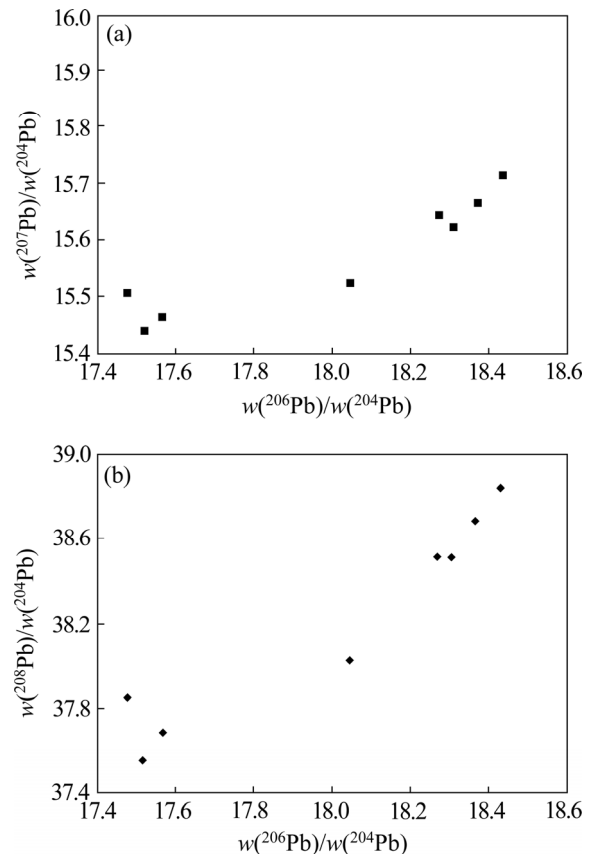 (a)
16.0
15.9
15.8
15.7
15.6
15.5
15.4
w(²⁰⁷Pb)/w(²⁰⁴Pb)
17.4 17.6 17.8 18.0 18.2 18.4 18.6
w(²⁰⁶Pb)/w(²⁰⁴Pb)
(b)
39.0
38.6
38.2
37.8
37.4
w(²⁰⁸Pb)/w(²⁰⁴Pb)
17.4 17.6 17.8 18.0 18.2 18.4 18.6
w(²⁰⁶Pb)/w(²⁰⁴Pb)